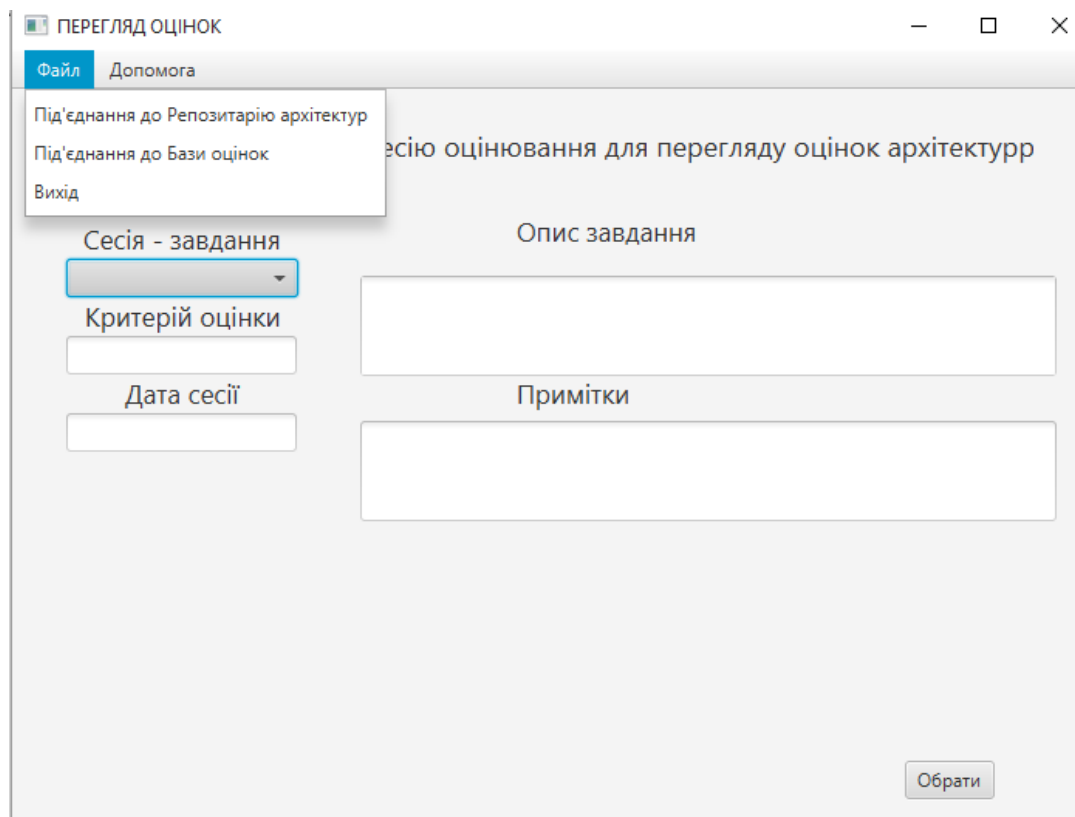 ПЕРЕГЛЯД ОЦІНОК
Файл Допомога
Під'єднання до Репозитарію архітектур
Під'єднання до Бази оцінок
Вихід
есію оцінювання для перегляду оцінок архітектурр
Сесія - завдання
Опис завдання
Критерій оцінки
Дата сесії
Примітки
Обрати